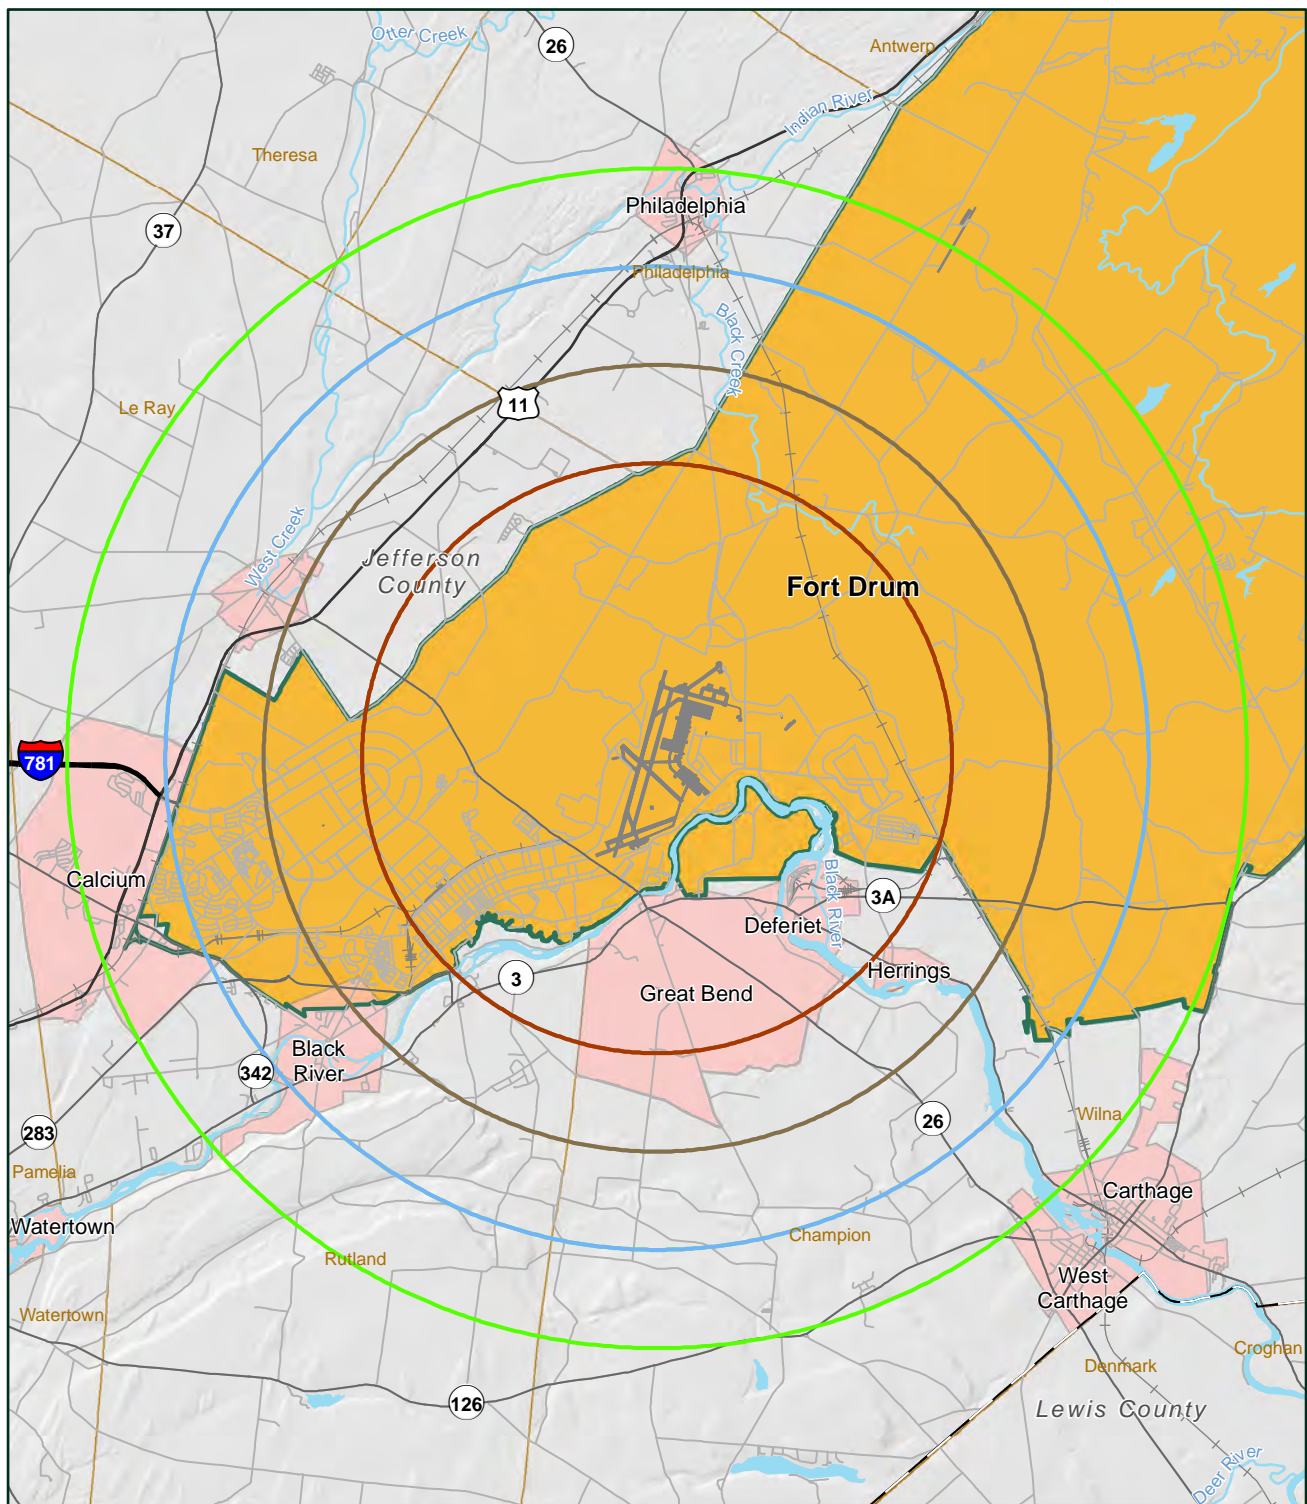 Otter Creek
26
Antwerp
Indian River
Theresa
Philadelphia
37
Philadelphia
Black Creek
11
Le Ray
West Creek
Jefferson
County
Fort Drum
781
Calcium
Black River
3A
Deferiet
3
Herrings
Great Bend
Black
River
342
26
Wilna
283
Pamelia
Carthage
Watertown
Champion
Rutland
West
Carthage
Watertown
Croghan
Denmark
126
Lewis County
Deer River